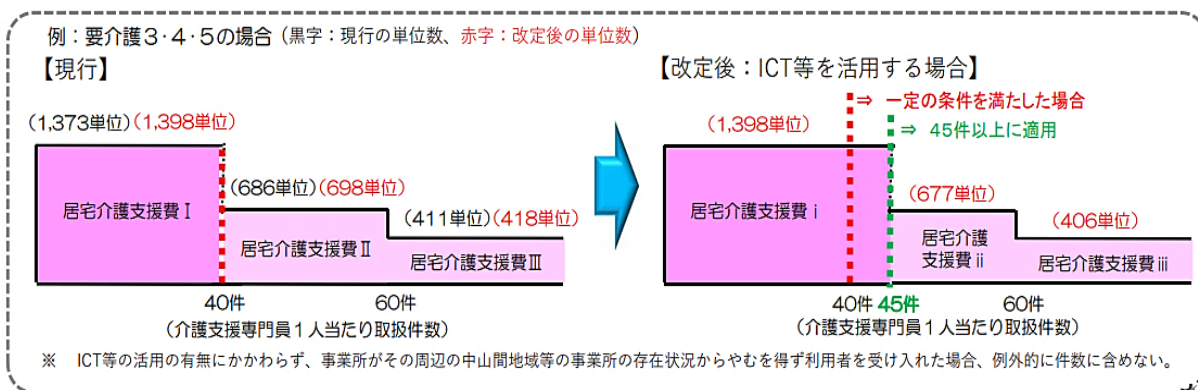 例：要介護３・４・５の場合（黒字：現行の単位数、赤字：改定後の単位数）
【現行】
(1,373単位)(1,398単位)
(686単位)(698単位)
(411単位)(418単位)
居宅介護支援費Ⅰ
居宅介護支援費Ⅱ
居宅介護支援費Ⅲ
40件
60件
(介護支援専門員１人当たり取扱件数)
【改定後：ICT等を活用する場合】
⇒ 一定の条件を満たした場合
(1,398単位)
⇒ 45件以上に適用
(677単位)
(406単位)
居宅介護支援費ⅰ
居宅介護
支援費ⅱ
居宅介護支援費ⅲ
40件 45件
60件
(介護支援専門員１人当たり取扱件数)
※ ICT等の活用の有無にかかわらず、事業所がその周辺の中山間地域等の事業所の存在状況からやむを得ず利用者を受け入れた場合、例外的に件数に含めない。